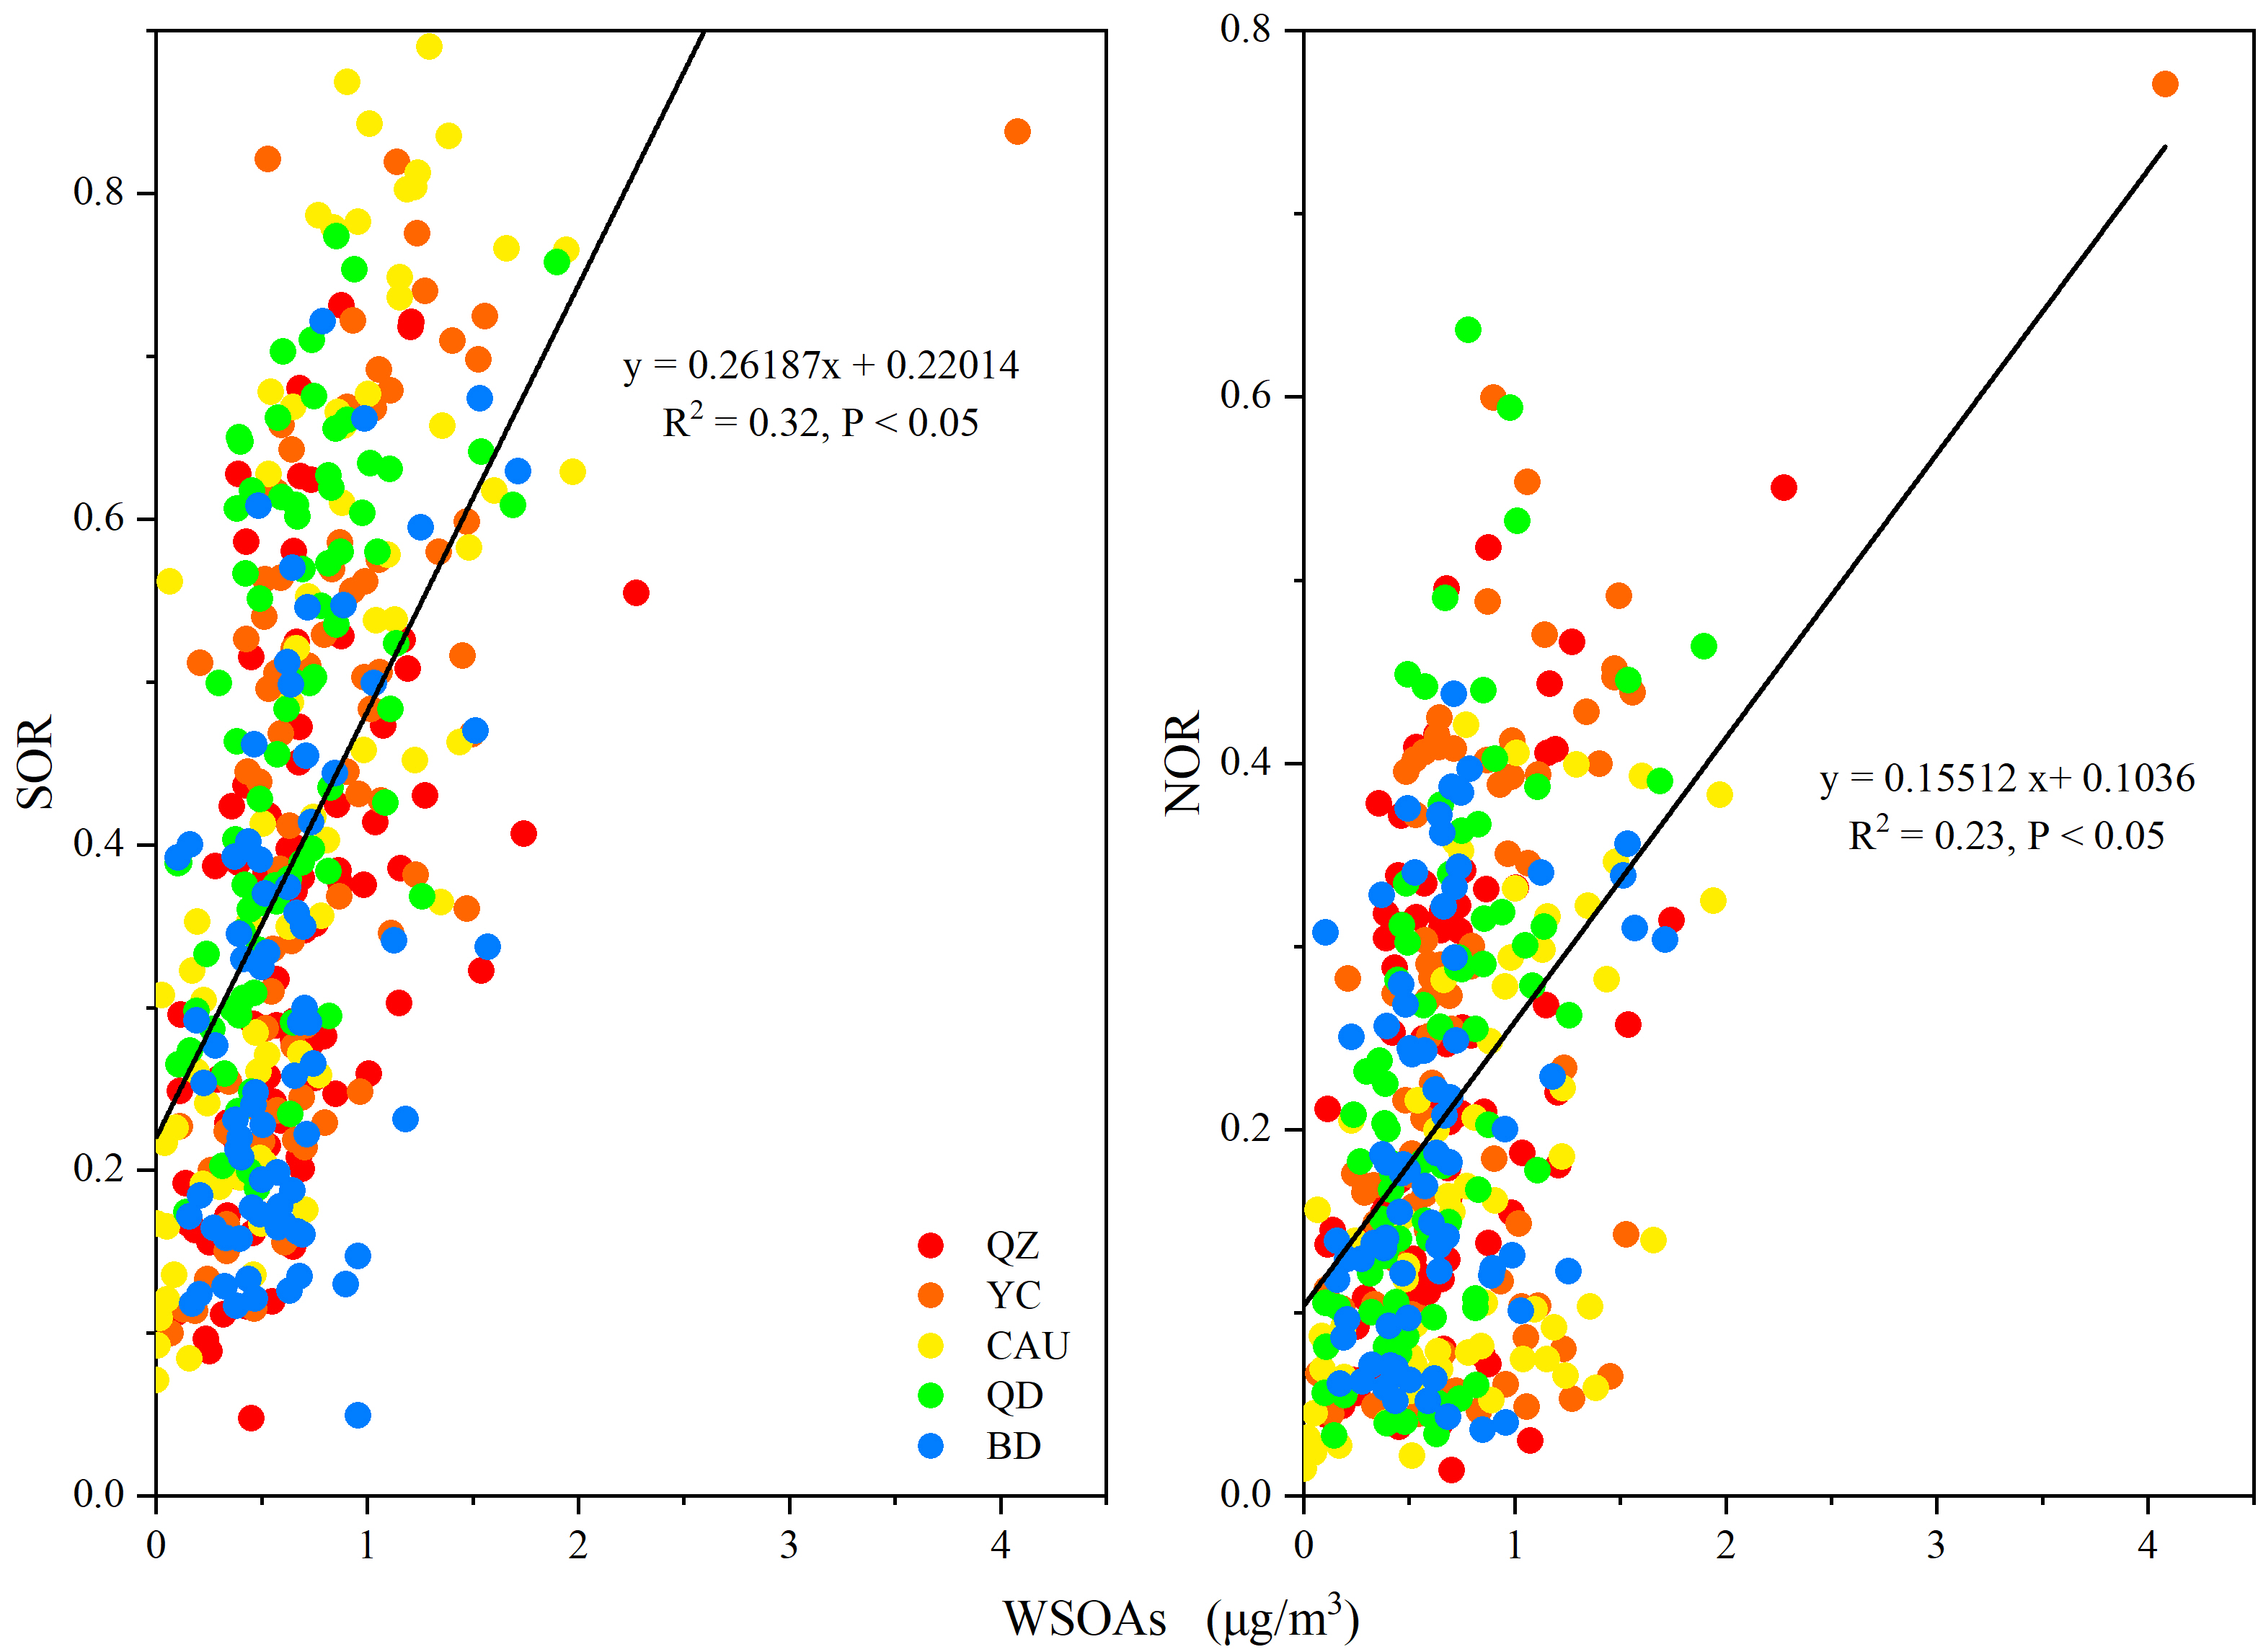 0.8
0.6
0.4
0.2
0.0
SOR
0
1
2
3
4
y = 0.26187x + 0.22014
R² = 0.32, P < 0.05
QZ
YC
CAU
QD
BD
0.8
0.6
0.4
0.2
0.0
NOR
0
1
2
3
4
y = 0.15512 x+ 0.1036
R² = 0.23, P < 0.05
WSOAs (μg/m³)